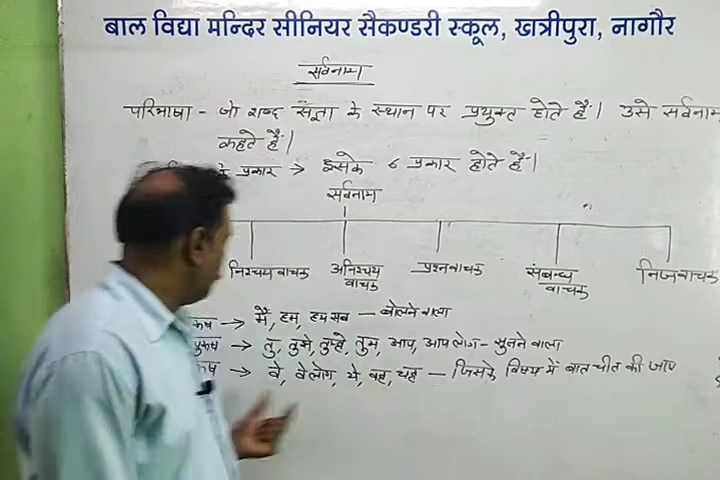 बाल विद्या मन्दिर सीनियर सैकण्डरी स्कूल, खत्रीपुरा, नागौर
सर्वनाम
परिभाषा - जो शब्द संज्ञा के स्थान पर प्रयुक्त होते हैं। उसे सर्वनाम
कहते हैं।
के प्रकार → इसके 6 प्रकार होते हैं।
सर्वनाम
निश्चय वाचक अनिश्चय वाचक प्रश्नवाचक संबन्ध वाचक निजवाचक
→ मैं, हम, हम सब - बोलने वाला
→ तु, तुझे, तुम्हे, तुम, आप, आप लोग - सुनने वाला
→ वे, वे लोग, ये, वह, यह - जिसके विषय में बात चीत की जाए